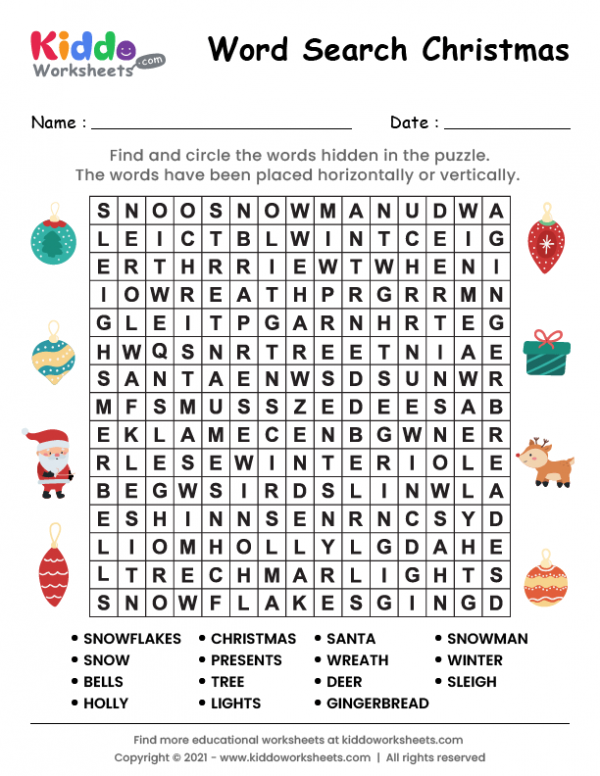 Kiddo
Worksheets .com
Word Search Christmas
Name : Date :
Find and circle the words hidden in the puzzle.
The words have been placed horizontally or vertically.
S N O O S N O W M A N U D W A
L E I C T B L W I N T C E I G
E R T H R R I E W T W H E N I
I O W R E A T H P R G R R M N
G L E I T P G A R N H R T E G
H W Q S N R T R E E T N I A E
S A N T A E N W S D S U N W R
M F S M U S S Z E D E E S A B
E K L A M E C E N B G W N E R
R L E S E W I N T E R I O L E
B E G W S I R D S L I N W L A
E S H I N N S E N R N C S Y D
L I O M H O L L Y L G D A H E
L T R E C H M A R L I G H T S
S N O W F L A K E S G I N G D
• SNOWFLAKES • CHRISTMAS • SANTA • SNOWMAN
• SNOW • PRESENTS • WREATH • WINTER
• BELLS • TREE • DEER • SLEIGH
• HOLLY • LIGHTS • GINGERBREAD
Find more educational worksheets at kiddoworksheets.com
Copyright © 2021 - www.kiddoworksheets.com | All rights reserved